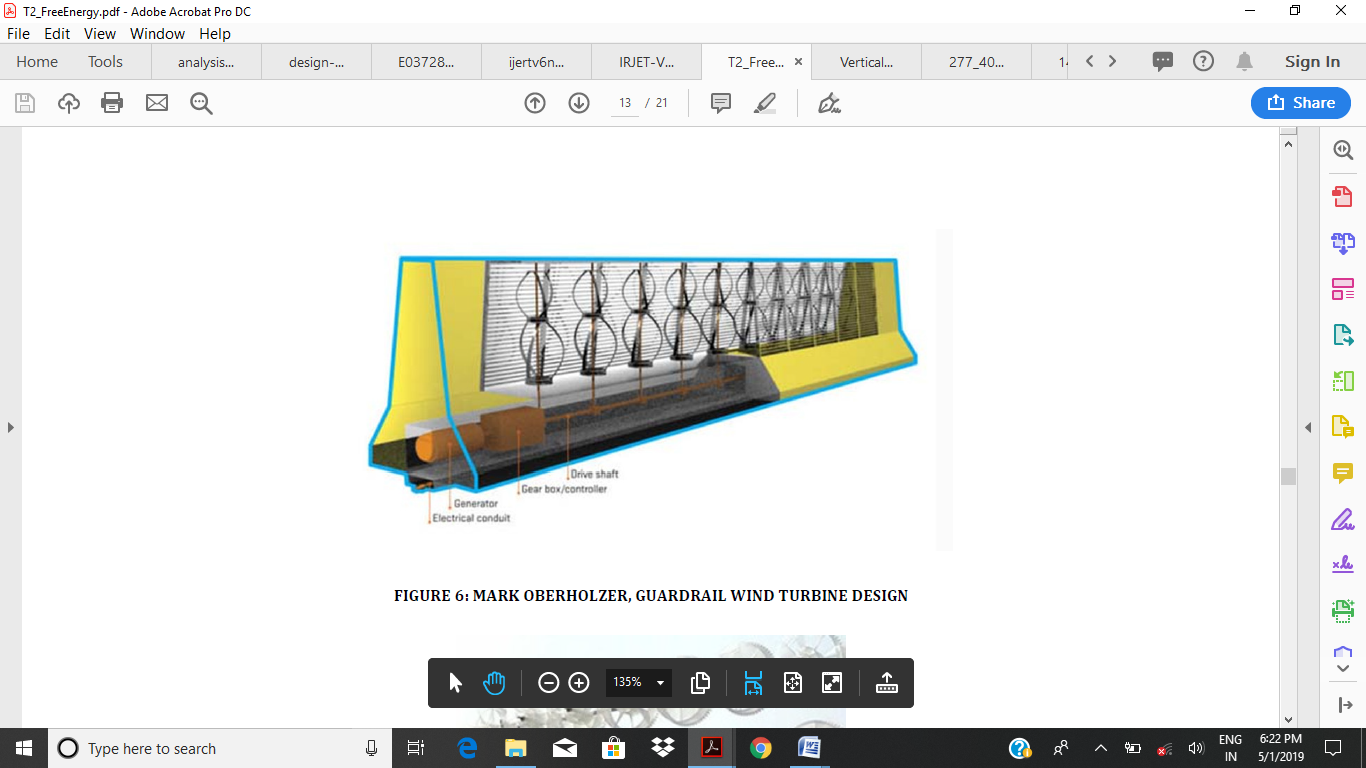 T2_FreeEnergy.pdf - Adobe Acrobat Pro DC
File Edit View Window Help
Home Tools analysis... design-... E03728... ijertv6n... IRJET-V... T2_Free... × Vertical... 277_40... 14 Sign In
13 / 21 Share
Drive shaft
Gear box/controller
Generator
Electrical conduit
FIGURE 6: MARK OBERHOLZER, GUARDRAIL WIND TURBINE DESIGN
135%
Type here to search
ENG 6:22 PM
IN 5/1/2019